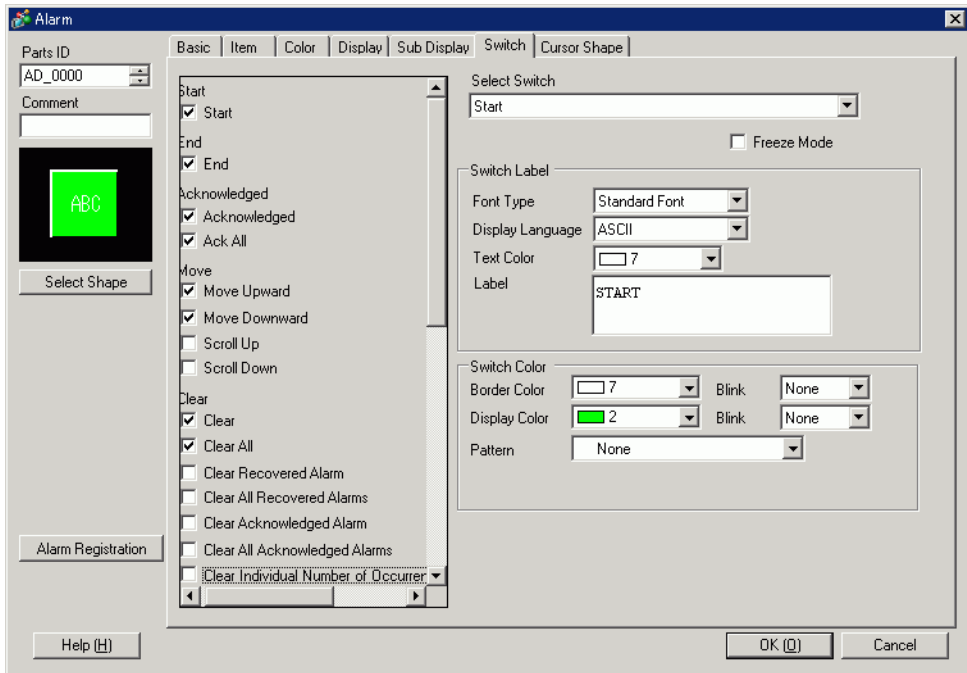 Alarm
Parts ID
AD_0000
Comment
ABC
Select Shape
Alarm Registration
Help (H)
Basic
Item
Color
Display
Sub Display
Switch
Cursor Shape
Start
Start
End
End
Acknowledged
Acknowledged
Ack All
Move
Move Upward
Move Downward
Scroll Up
Scroll Down
Clear
Clear
Clear All
Clear Recovered Alarm
Clear All Recovered Alarms
Clear Acknowledged Alarm
Clear All Acknowledged Alarms
Clear Individual Number of Occurrer
Select Switch
Start
Freeze Mode
Switch Label
Font Type Standard Font
Display Language ASCII
Text Color 7
Label START
Switch Color
Border Color 7 Blink None
Display Color 2 Blink None
Pattern None
OK (O)
Cancel